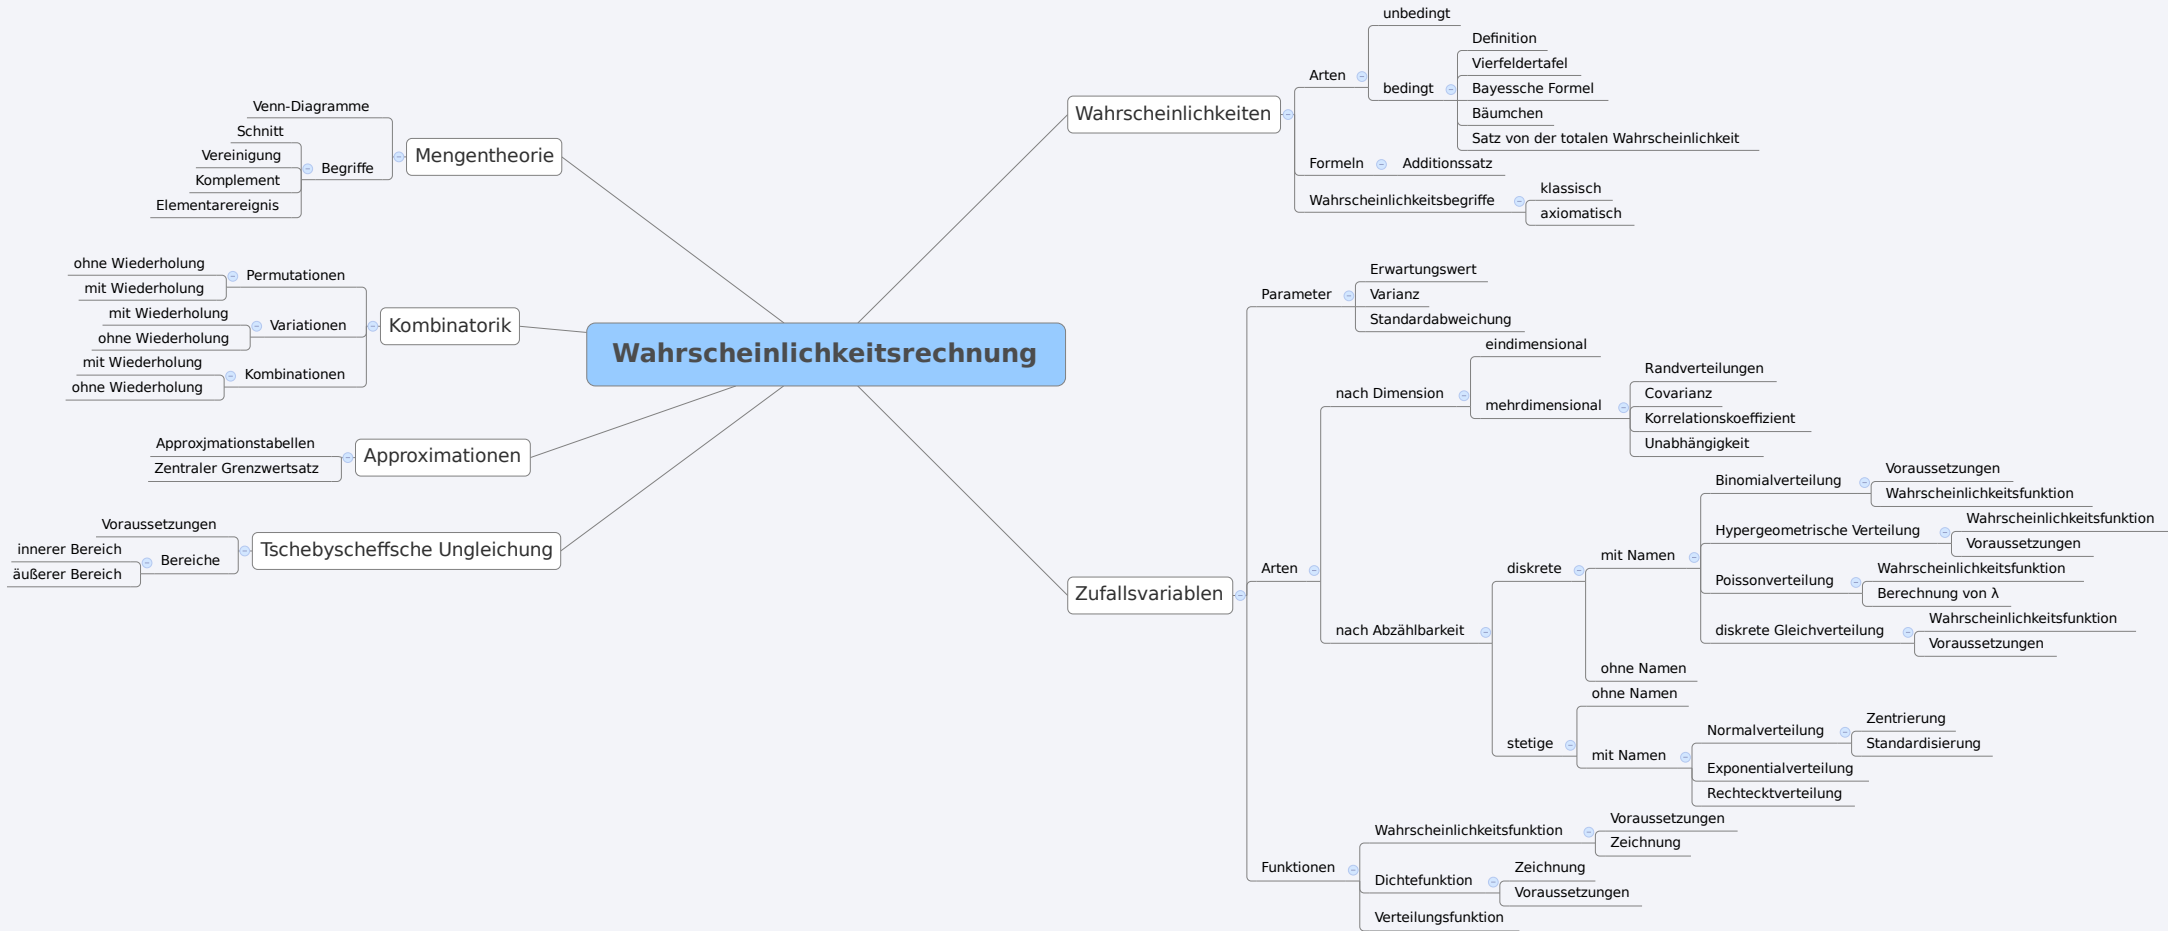 Wahrscheinlichkeitsrechnung
Mengentheorie
Venn-Diagramme
Begriffe
Schnitt
Vereinigung
Komplement
Elementarereignis
Kombinatorik
Permutationen
ohne Wiederholung
mit Wiederholung
Variationen
mit Wiederholung
ohne Wiederholung
Kombinationen
mit Wiederholung
ohne Wiederholung
Approximationen
Approxjmationstabellen
Zentraler Grenzwertsatz
Tschebyscheffsche Ungleichung
Voraussetzungen
Bereiche
innerer Bereich
äußerer Bereich
Wahrscheinlichkeiten
Arten
unbedingt
bedingt
Definition
Vierfeldertafel
Bayessche Formel
Bäumchen
Satz von der totalen Wahrscheinlichkeit
Formeln
Additionssatz
Wahrscheinlichkeitsbegriffe
klassisch
axiomatisch
Zufallsvariablen
Parameter
Erwartungswert
Varianz
Standardabweichung
Arten
nach Dimension
eindimensional
mehrdimensional
Randverteilungen
Covarianz
Korrelationskoeffizient
Unabhängigkeit
nach Abzählbarkeit
diskrete
mit Namen
Binomialverteilung
Voraussetzungen
Wahrscheinlichkeitsfunktion
Hypergeometrische Verteilung
Wahrscheinlichkeitsfunktion
Voraussetzungen
Poissonverteilung
Wahrscheinlichkeitsfunktion
Berechnung von λ
diskrete Gleichverteilung
Wahrscheinlichkeitsfunktion
Voraussetzungen
ohne Namen
stetige
ohne Namen
mit Namen
Normalverteilung
Zentrierung
Standardisierung
Exponentialverteilung
Rechtecktverteilung
Funktionen
Wahrscheinlichkeitsfunktion
Voraussetzungen
Zeichnung
Dichtefunktion
Zeichnung
Voraussetzungen
Verteilungsfunktion